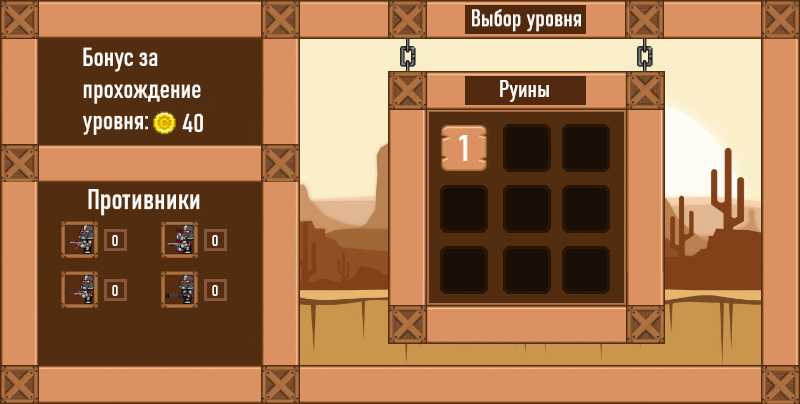 Выбор уровня
Бонус за
прохождение
уровня: 40
Руины
1
Противники
0 0
0 0